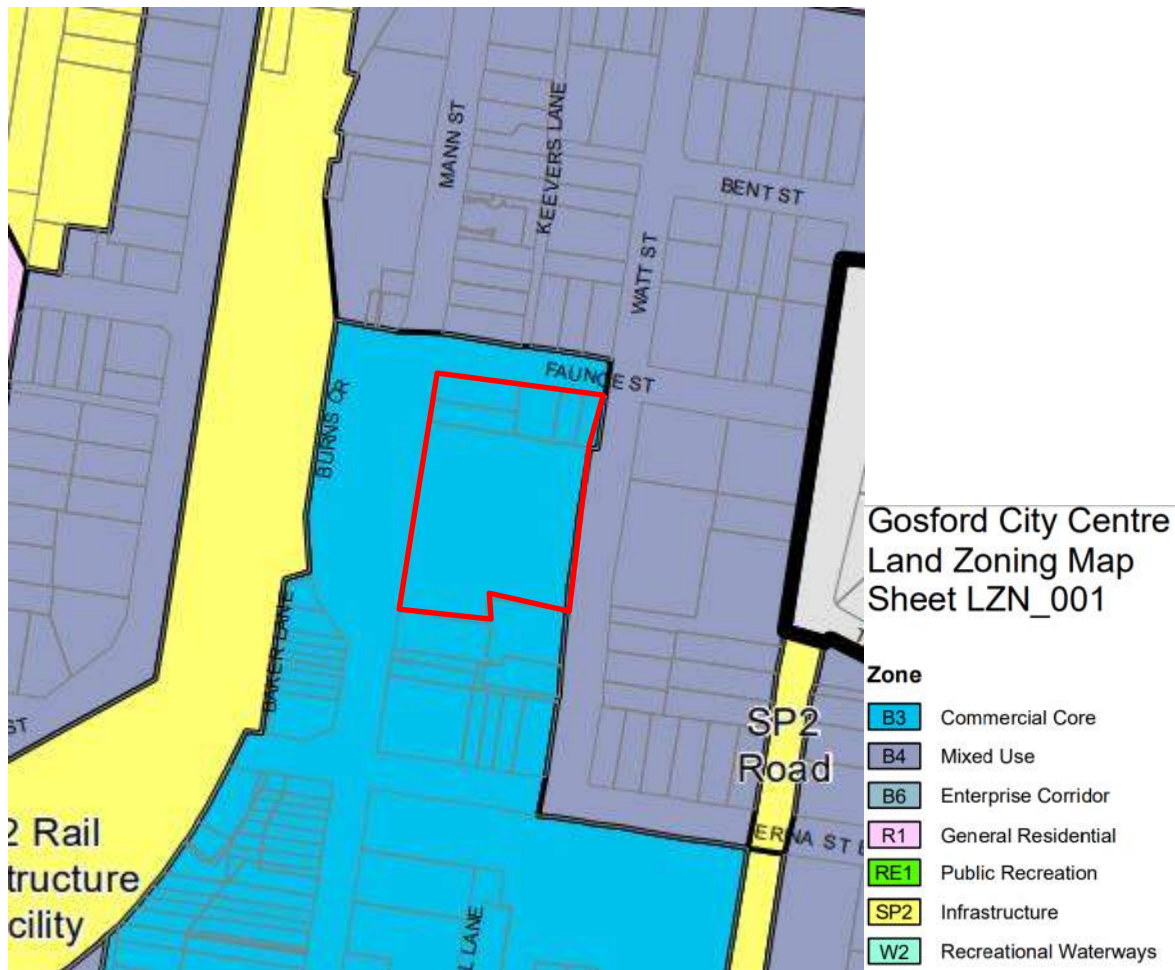 MANN ST
KEEVERS LANE
BENT ST
WATT ST
FAUNCE ST
BURNS CR
BAKER LANE
ST
SP2
Road
2 Rail
tructure
cility
ERNA ST E
L LANE
Gosford City Centre
Land Zoning Map
Sheet LZN_001
Zone
B3 Commercial Core
B4 Mixed Use
B6 Enterprise Corridor
R1 General Residential
RE1 Public Recreation
SP2 Infrastructure
W2 Recreational Waterways